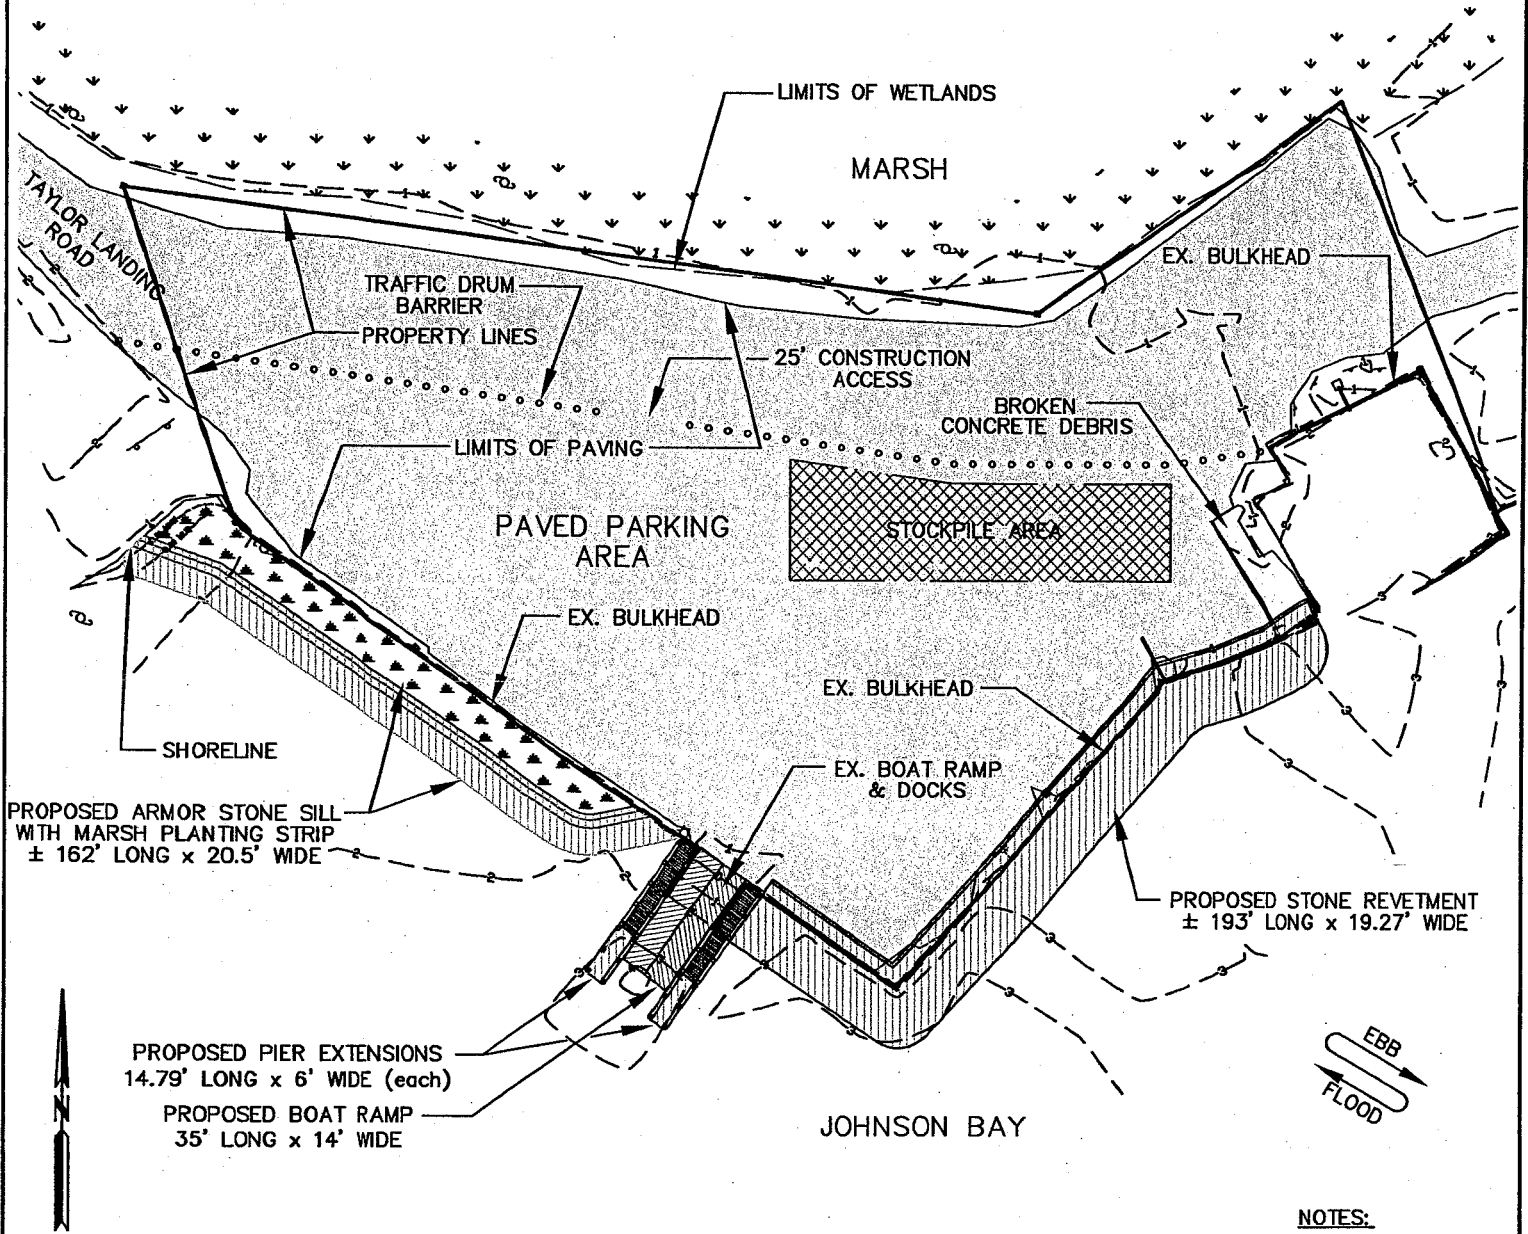 LIMITS OF WETLANDS
MARSH
TAYLOR LANDING
ROAD
EX. BULKHEAD
TRAFFIC DRUM
BARRIER
PROPERTY LINES
25' CONSTRUCTION
ACCESS
BROKEN
CONCRETE DEBRIS
LIMITS OF PAVING
PAVED PARKING
AREA
STOCKPILE AREA
EX. BULKHEAD
EX. BULKHEAD
SHORELINE
EX. BOAT RAMP
& DOCKS
PROPOSED ARMOR STONE SILL
WITH MARSH PLANTING STRIP
± 162' LONG x 20.5' WIDE
PROPOSED STONE REVETMENT
± 193' LONG x 19.27' WIDE
PROPOSED PIER EXTENSIONS
14.79' LONG x 6' WIDE (each)
PROPOSED BOAT RAMP
35' LONG x 14' WIDE
JOHNSON BAY
EBB
FLOOD
N
NOTES: